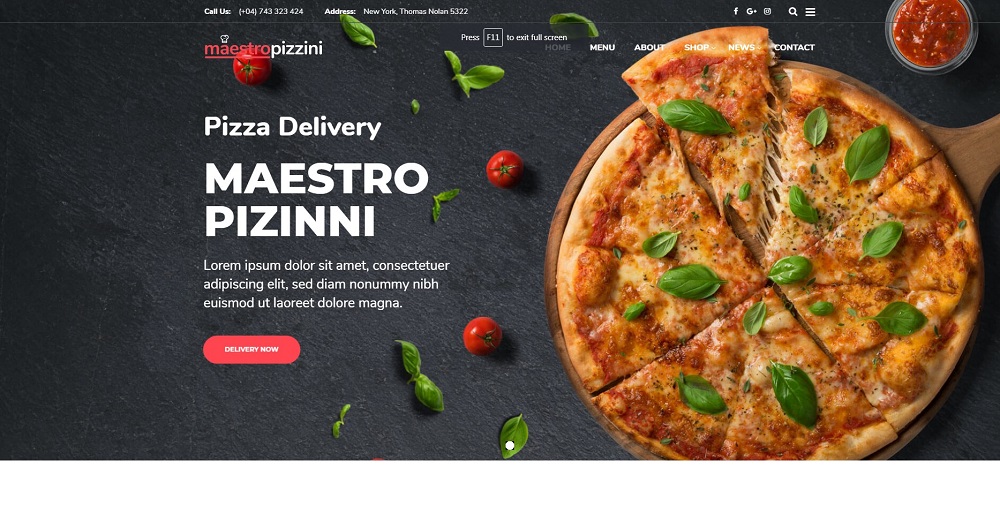 Call Us: (+04) 743 323 424 Address: New York, Thomas Nolan 5322
Press F11 to exit full screen
maestropizzini
HOME MENU ABOUT SHOP NEWS CONTACT
Pizza Delivery
MAESTRO
PIZINNI
Lorem ipsum dolor sit amet, consectetuer
adipiscing elit, sed diam nonummy nibh
euismod ut laoreet dolore magna.
DELIVERY NOW